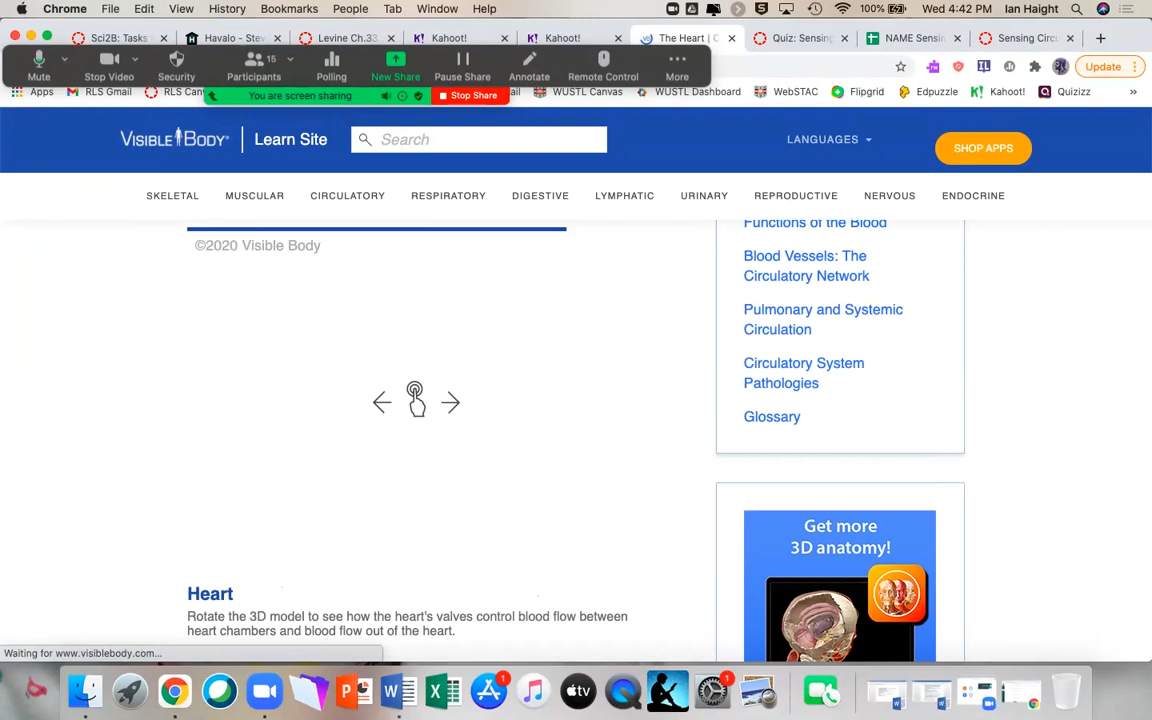 Chrome File Edit View History Bookmarks People Tab Window Help 100% Wed 4:42 PM Ian Haight
Sci2B: Tasks Havalo - Stev Levine Ch.33 Kahoot! Kahoot! The Heart | C Quiz: Sensing NAME Sensin Sensing Circu
15
Mute Stop Video Security Participants Polling New Share Pause Share Annotate Remote Control More
Update
You are screen sharing Stop Share
Apps RLS Gmail RLS Can ail WUSTL Canvas WUSTL Dashboard WebSTAC Flipgrid Edpuzzle Kahoot! Quizizz »
VISIBLE BODY Learn Site Search LANGUAGES SHOP APPS
SKELETAL MUSCULAR CIRCULATORY RESPIRATORY DIGESTIVE LYMPHATIC URINARY REPRODUCTIVE NERVOUS ENDOCRINE
©2020 Visible Body
Functions of the Blood
Blood Vessels: The
Circulatory Network
Pulmonary and Systemic
Circulation
Circulatory System
Pathologies
Glossary
Get more
3D anatomy!
Heart
Rotate the 3D model to see how the heart's valves control blood flow between
heart chambers and blood flow out of the heart.
Waiting for www.visiblebody.com...
1
tv
1